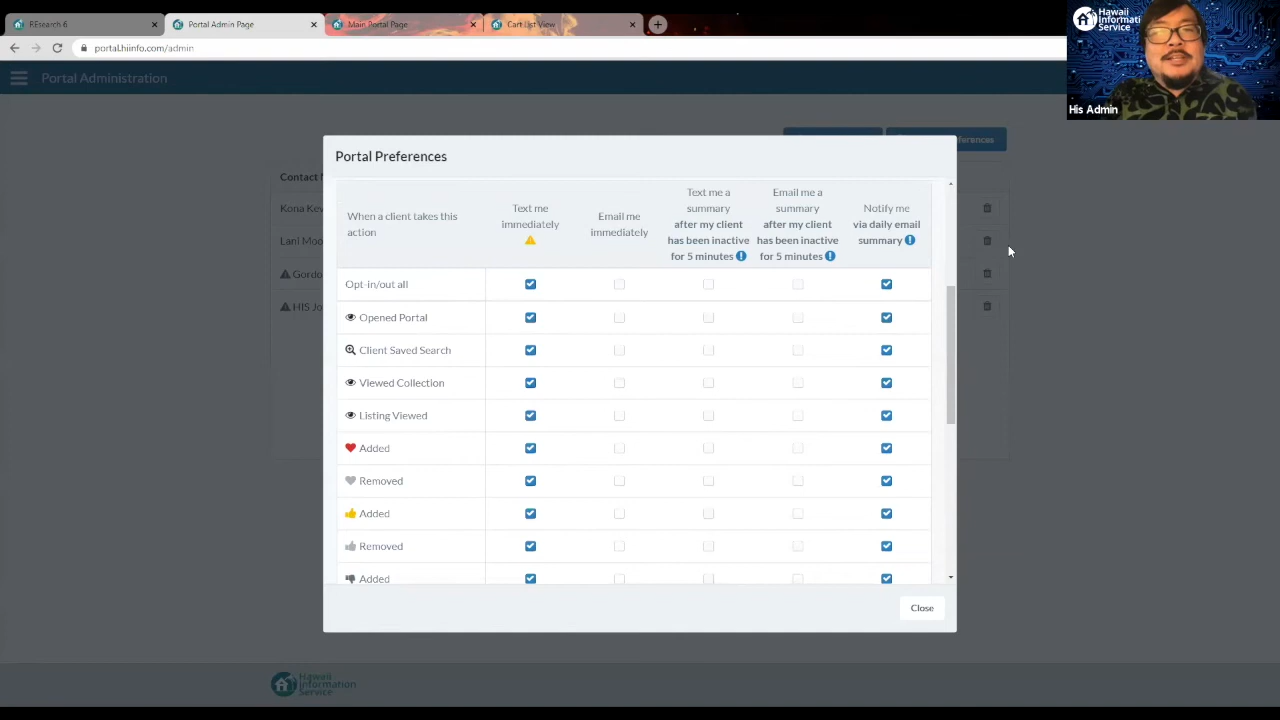 REsearch 6
Portal Admin Page
Main Portal Page
Cart List View
portal.hiinfo.com/admin
Hawaii
Information
Service
His Admin
Portal Administration
Portal Preferences
Contact
Kona
Lani
HIS
When a client takes this
action
Text me
immediately
Email me
immediately
Text me a
summary
after my client
has been inactive
for 5 minutes
Email me a
summary
after my client
has been inactive
for 5 minutes
Notify me
via daily email
summary
Opt-in/out all
Opened Portal
Client Saved Search
Viewed Collection
Listing Viewed
Added
Removed
Added
Removed
Added
Close
Hawaii
Information
Service